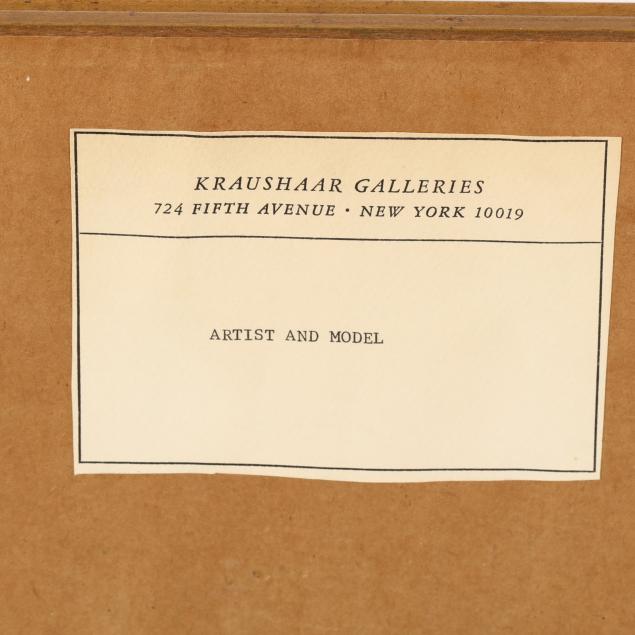 KRAUSHAAR GALLERIES
724 FIFTH AVENUE • NEW YORK 10019
ARTIST AND MODEL